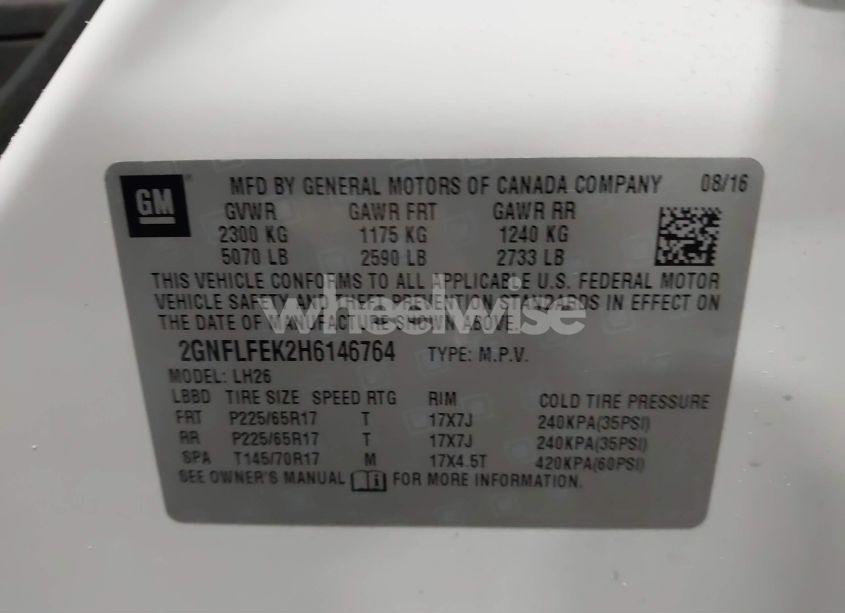 GM ® MFD BY GENERAL MOTORS OF CANADA COMPANY 08/16
GVWR GAWR FRT GAWR RR
2300 KG 1175 KG 1240 KG
5070 LB 2590 LB 2733 LB
THIS VEHICLE CONFORMS TO ALL APPLICABLE U.S. FEDERAL MOTOR
VEHICLE SAFETY AND THEFT PREVENTION STANDARDS IN EFFECT ON
THE DATE OF MANUFACTURE SHOWN ABOVE.
wheelwise
2GNFLFEK2H6146764 TYPE: M.P.V.
MODEL: LH26
LBBD TIRE SIZE SPEED RTG RIM COLD TIRE PRESSURE
FRT P225/65R17 T 17X7J 240KPA(35PSI)
RR P225/65R17 T 17X7J 240KPA(35PSI)
SPA T145/70R17 M 17X4.5T 420KPA(60PSI)
SEE OWNER'S MANUAL FOR MORE INFORMATION.